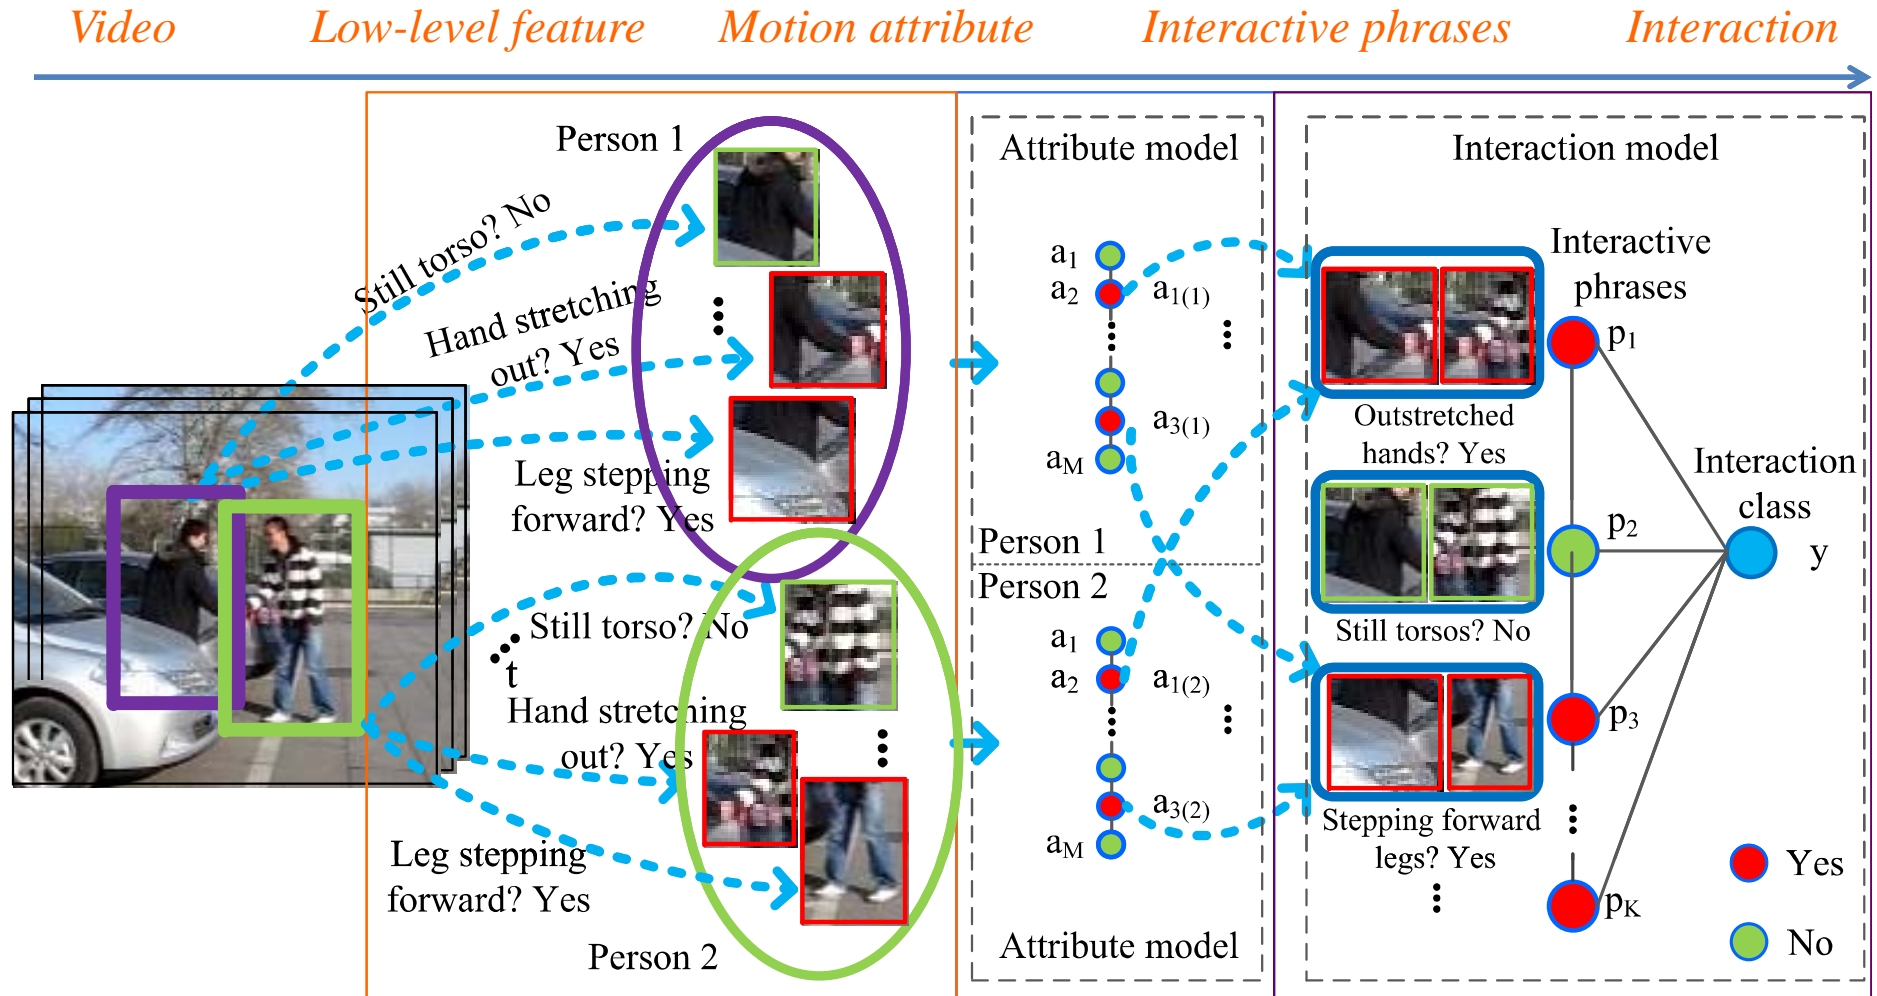 Video
Low-level feature
Motion attribute
Interactive phrases
Interaction
Person 1
Still torso? No
Hand stretching
out? Yes
Leg stepping
forward? Yes
t
Still torso? No
Hand stretching
out? Yes
Leg stepping
forward? Yes
Person 2
Attribute model
a1
a2
a1(1)
a3(1)
aM
Person 1
Person 2
a1
a2
a1(2)
a3(2)
aM
Attribute model
Interaction model
Interactive
phrases
p1
Outstretched
hands? Yes
p2
Still torsos? No
p3
Stepping forward
legs? Yes
pK
Interaction
class
y
Yes
No